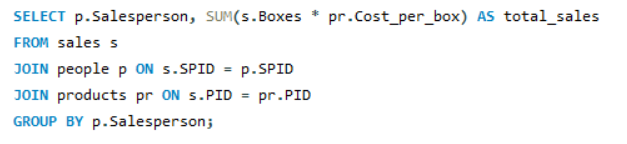 SELECT p.Salesperson, SUM(s.Boxes * pr.Cost_per_box) AS total_sales
FROM sales s
JOIN people p ON s.SPID = p.SPID
JOIN products pr ON s.PID = pr.PID
GROUP BY p.Salesperson;